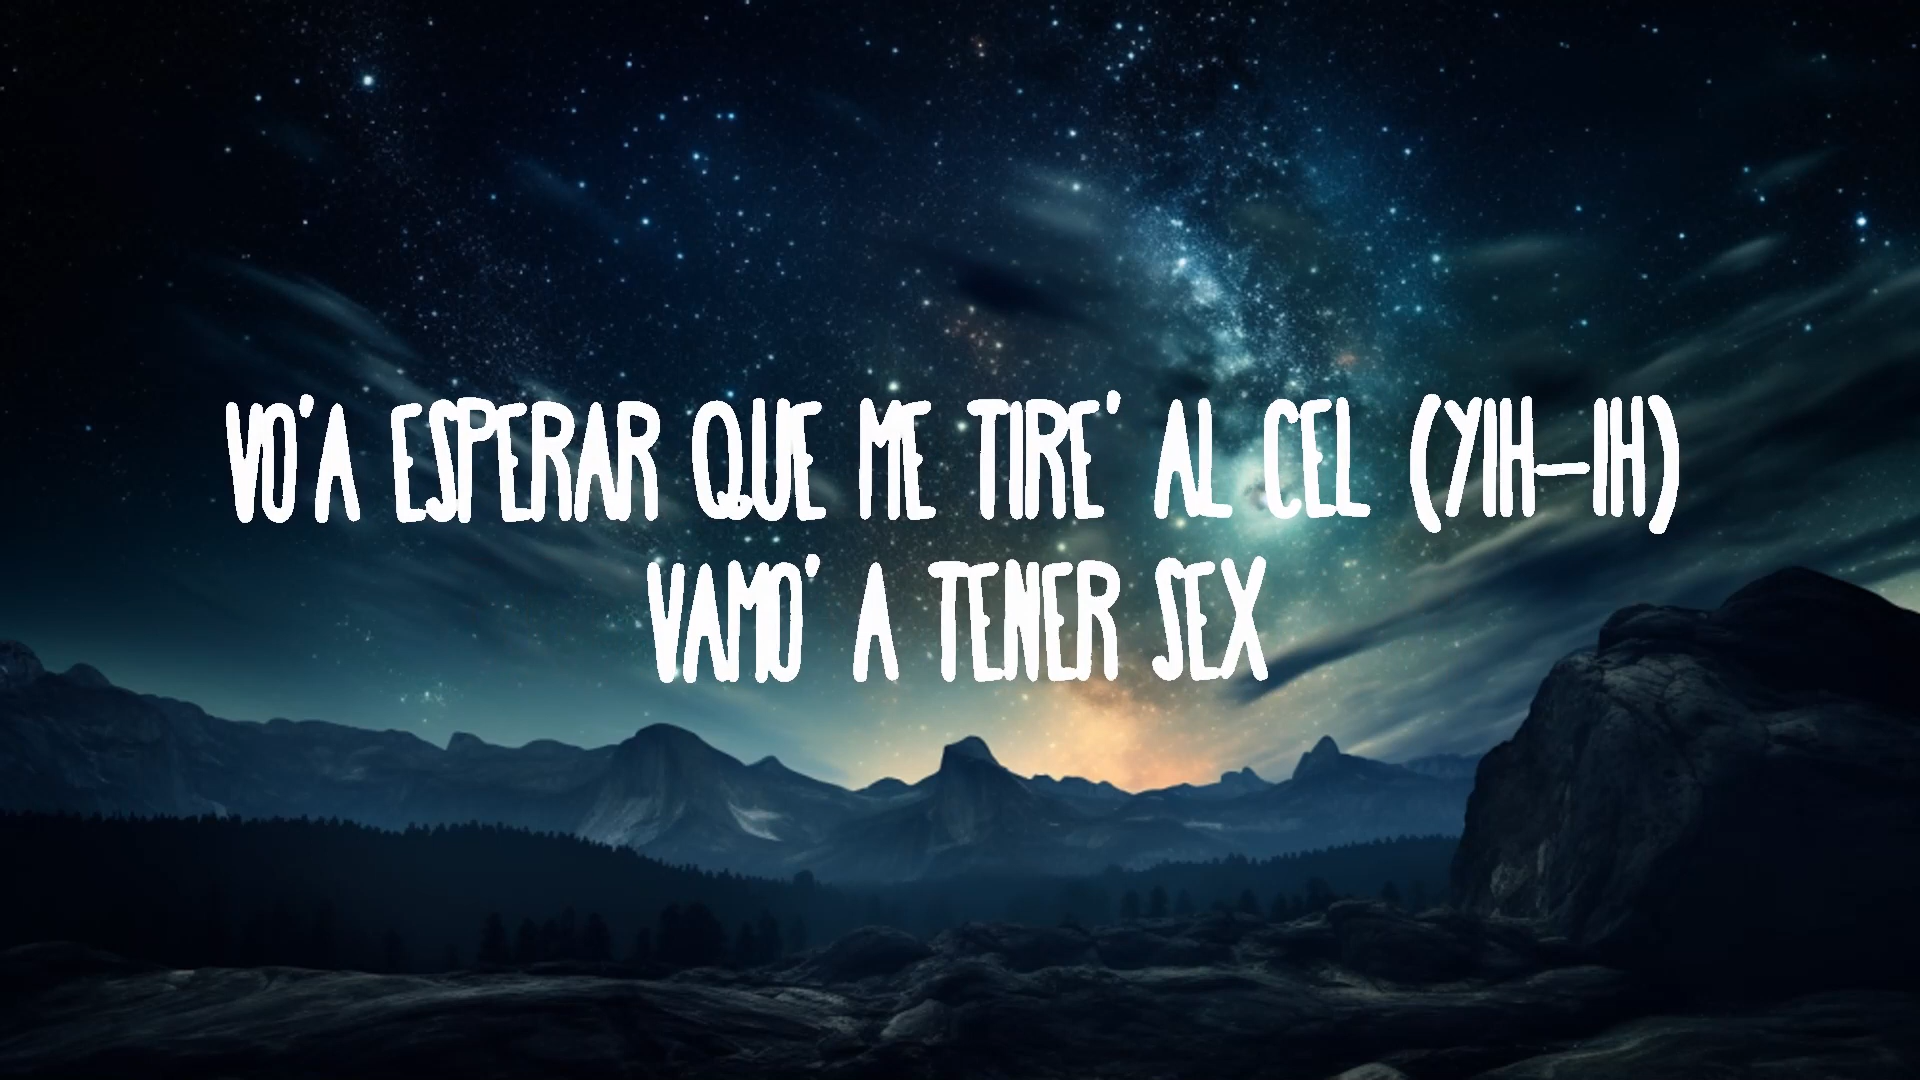 VO'A ESPERAR QUE ME TIRE' AL CEL (YIH-IH)
VAMO' A TENER SEX